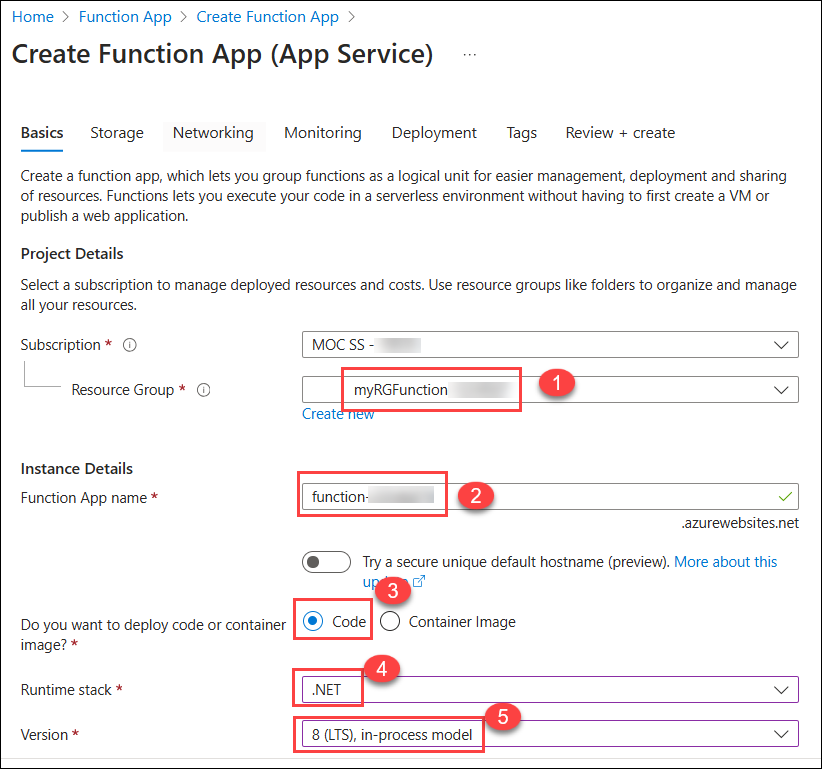 Home > Function App > Create Function App >
Create Function App (App Service) ...
Basics Storage Networking Monitoring Deployment Tags Review + create
Create a function app, which lets you group functions as a logical unit for easier management, deployment and sharing
of resources. Functions lets you execute your code in a serverless environment without having to first create a VM or
publish a web application.
Project Details
Select a subscription to manage deployed resources and costs. Use resource groups like folders to organize and manage
all your resources.
Subscription * MOC SS -
Resource Group * myRGFunction 1
Create new
Instance Details
Function App name * function- 2
.azurewebsites.net
Try a secure unique default hostname (preview). More about this
3
Do you want to deploy code or container
image? *
Code Container Image
Runtime stack * .NET 4
Version * 8 (LTS), in-process model 5